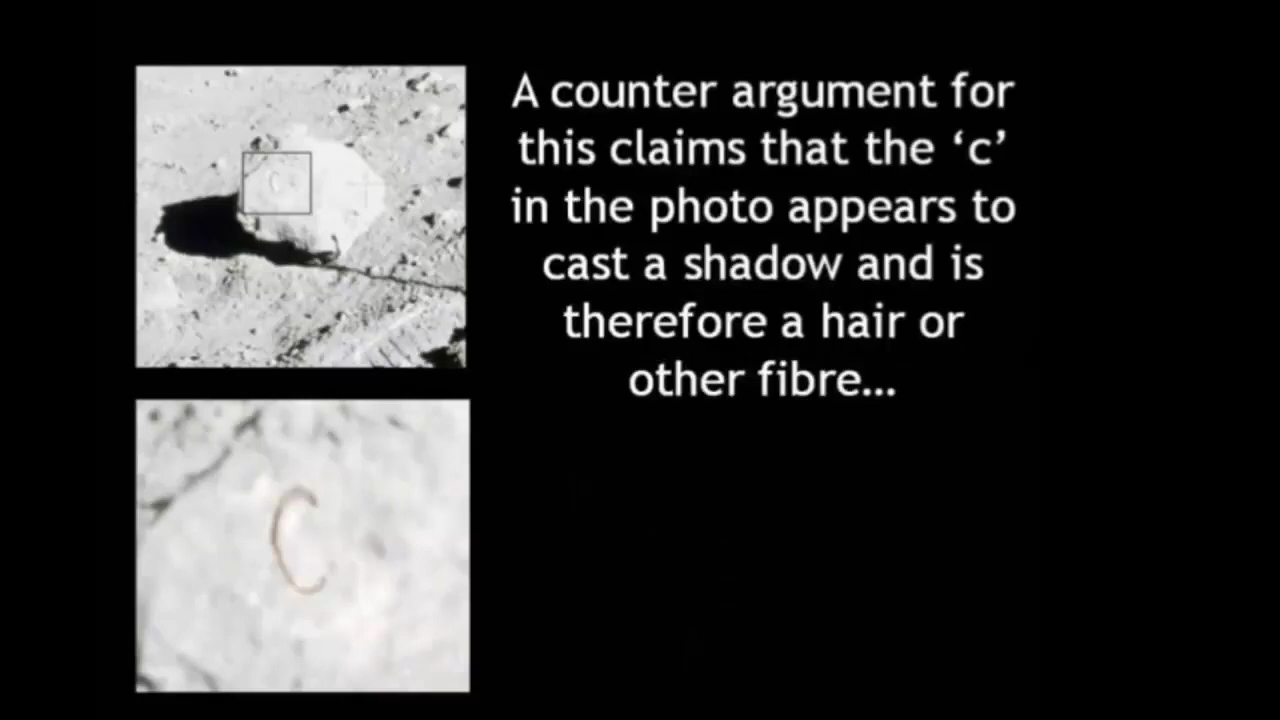 A counter argument for
this claims that the ‘c’
in the photo appears to
cast a shadow and is
therefore a hair or
other fibre…